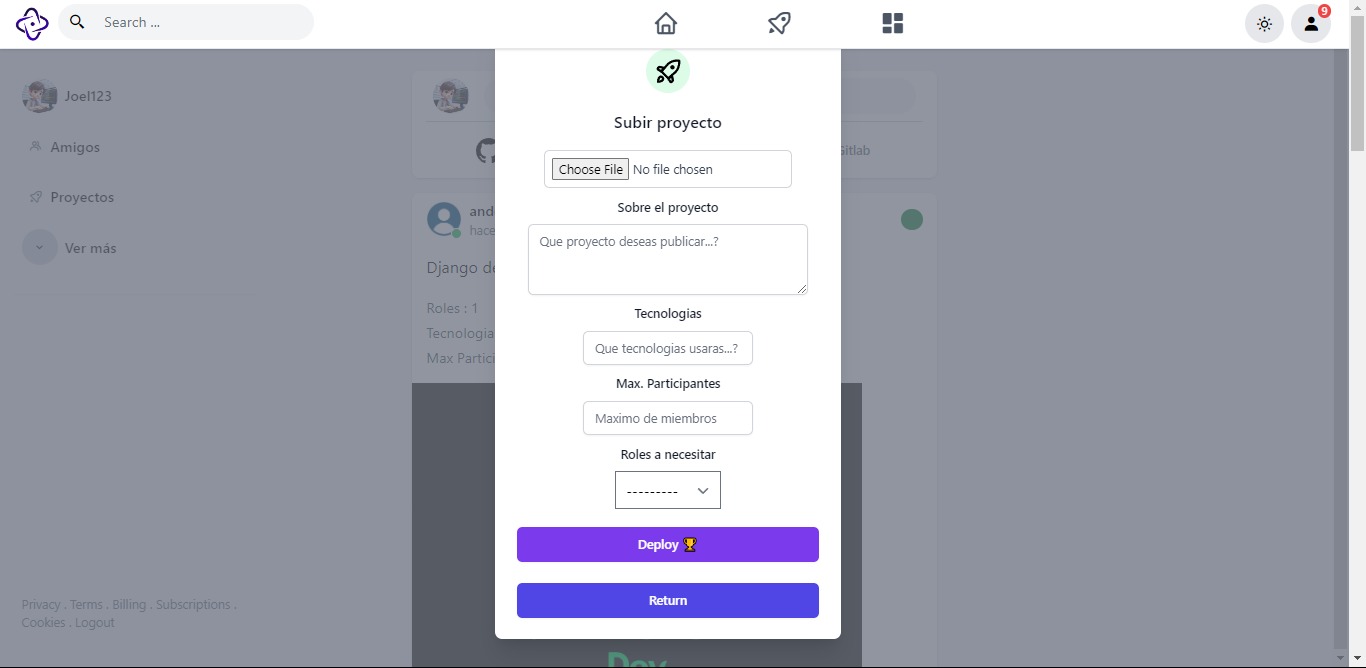 Search ...
9
Joel123
Amigos
Proyectos
Ver más
Privacy . Terms . Billing . Subscriptions .
Cookies . Logout
Gitlab
hace
Django
Roles : 1
Tecnologia
Max Partici
Dev
Subir proyecto
Choose File No file chosen
Sobre el proyecto
Que proyecto deseas publicar...?
Tecnologias
Que tecnologias usaras...?
Max. Participantes
Maximo de miembros
Roles a necesitar
---------
Deploy 🏆
Return